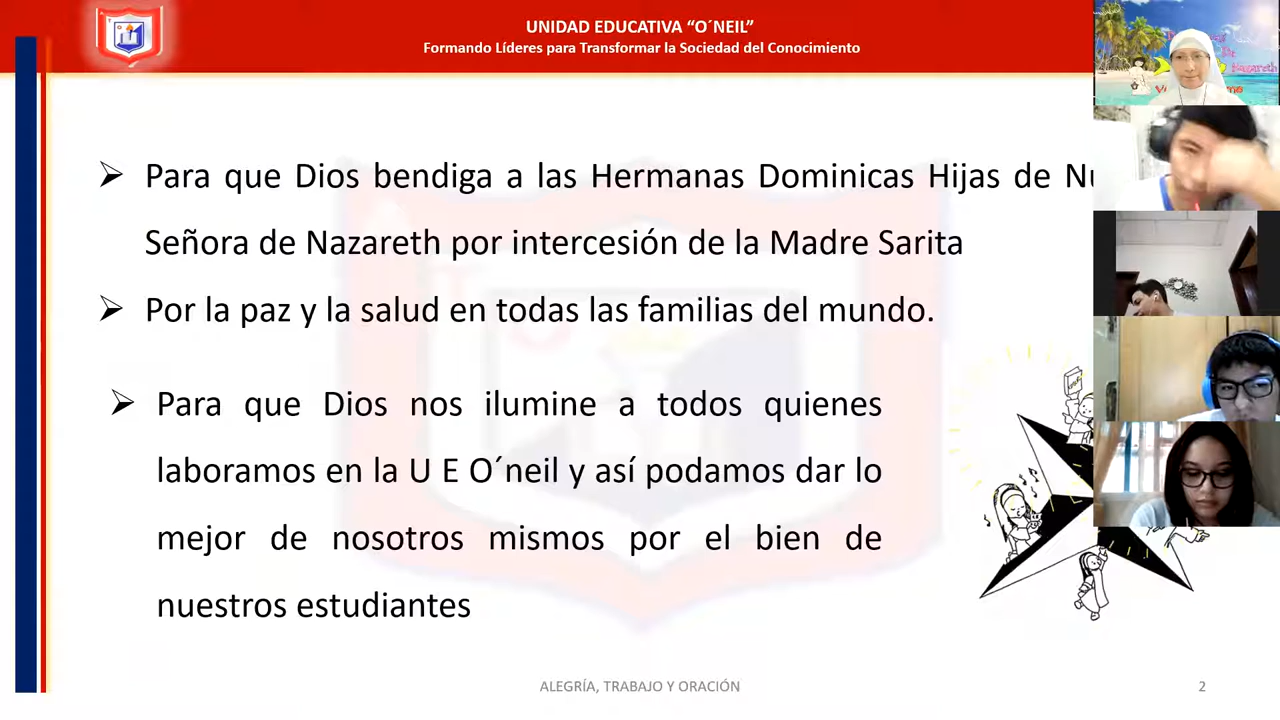 UNIDAD EDUCATIVA “O´NEIL”
Formando Líderes para Transformar la Sociedad del Conocimiento
➢ Para que Dios bendiga a las Hermanas Dominicas Hijas de
Señora de Nazareth por intercesión de la Madre Sarita
➢ Por la paz y la salud en todas las familias del mundo.
➢ Para que Dios nos ilumine a todos quienes
laboramos en la U E O´neil y así podamos dar lo
mejor de nosotros mismos por el bien de
nuestros estudiantes
ALEGRÍA, TRABAJO Y ORACIÓN
2
Nazareth